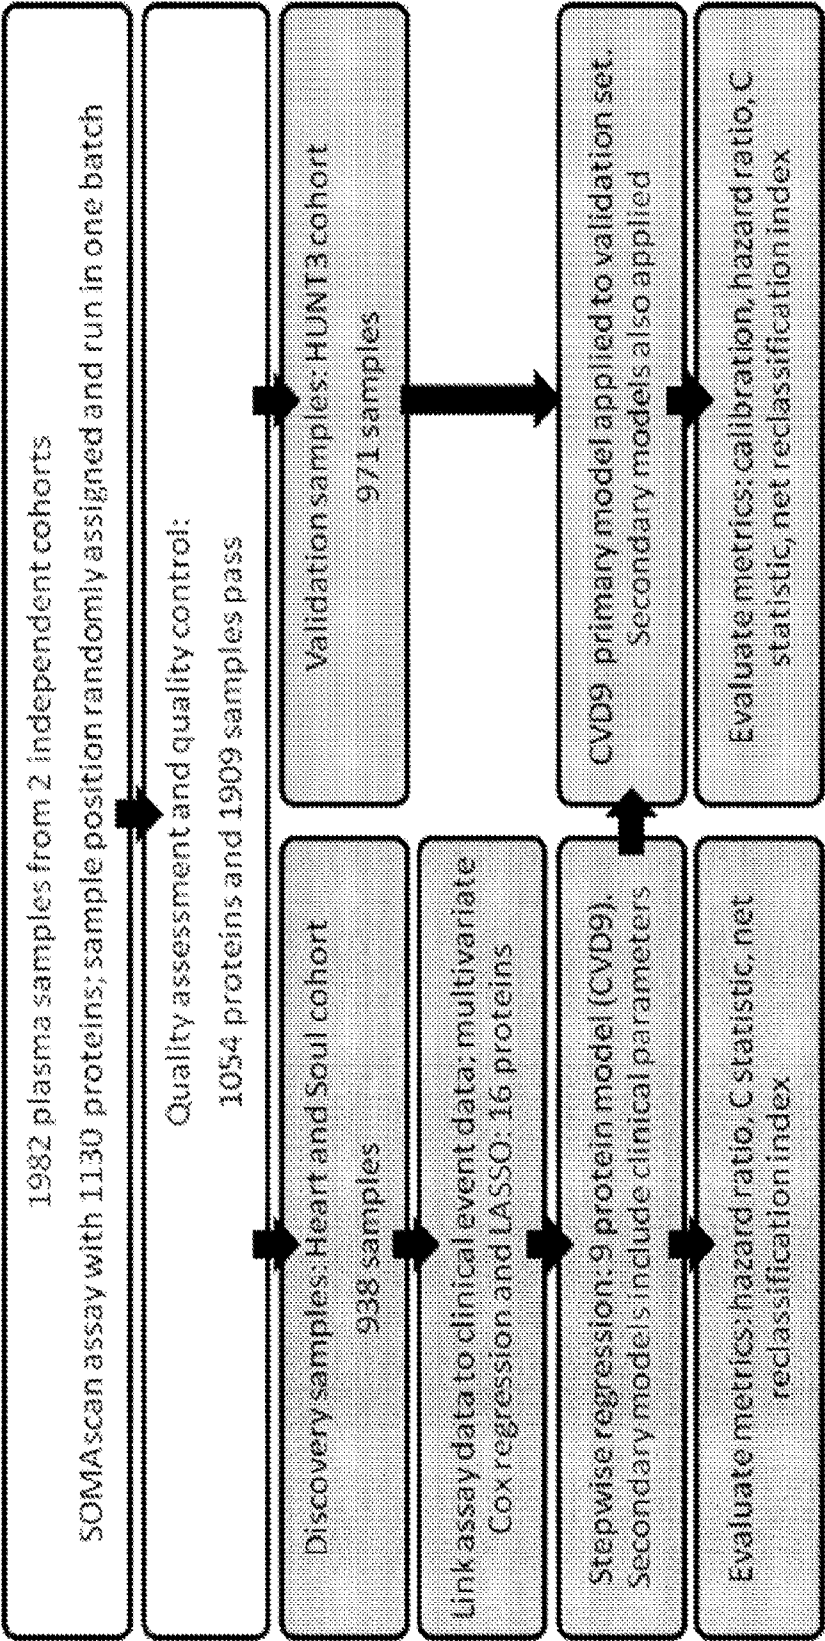 1982 plasma samples from 2 independent cohorts
SOMAscan assay with 1130 proteins; sample position randomly assigned and run in one batch
Quality assessment and quality control:
1054 proteins and 1909 samples pass
Discovery samples: Heart and Soul cohort
938 samples
Validation samples: HUNT3 cohort
971 samples
Link assay data to clinical event data; multivariate
Cox regression and LASSO: 16 proteins
Stepwise regression: 9 protein model (CVD9).
Secondary models include clinical parameters
CVD9 primary model applied to validation set.
Secondary models also applied
Evaluate metrics: hazard ratio, C statistic, net
reclassification index
Evaluate metrics: calibration, hazard ratio, C
statistic, net reclassification index